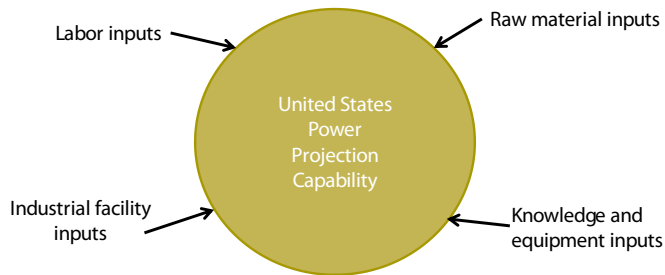 Labor inputs
Raw material inputs
United States
Power
Projection
Capability
Industrial facility
inputs
Knowledge and
equipment inputs